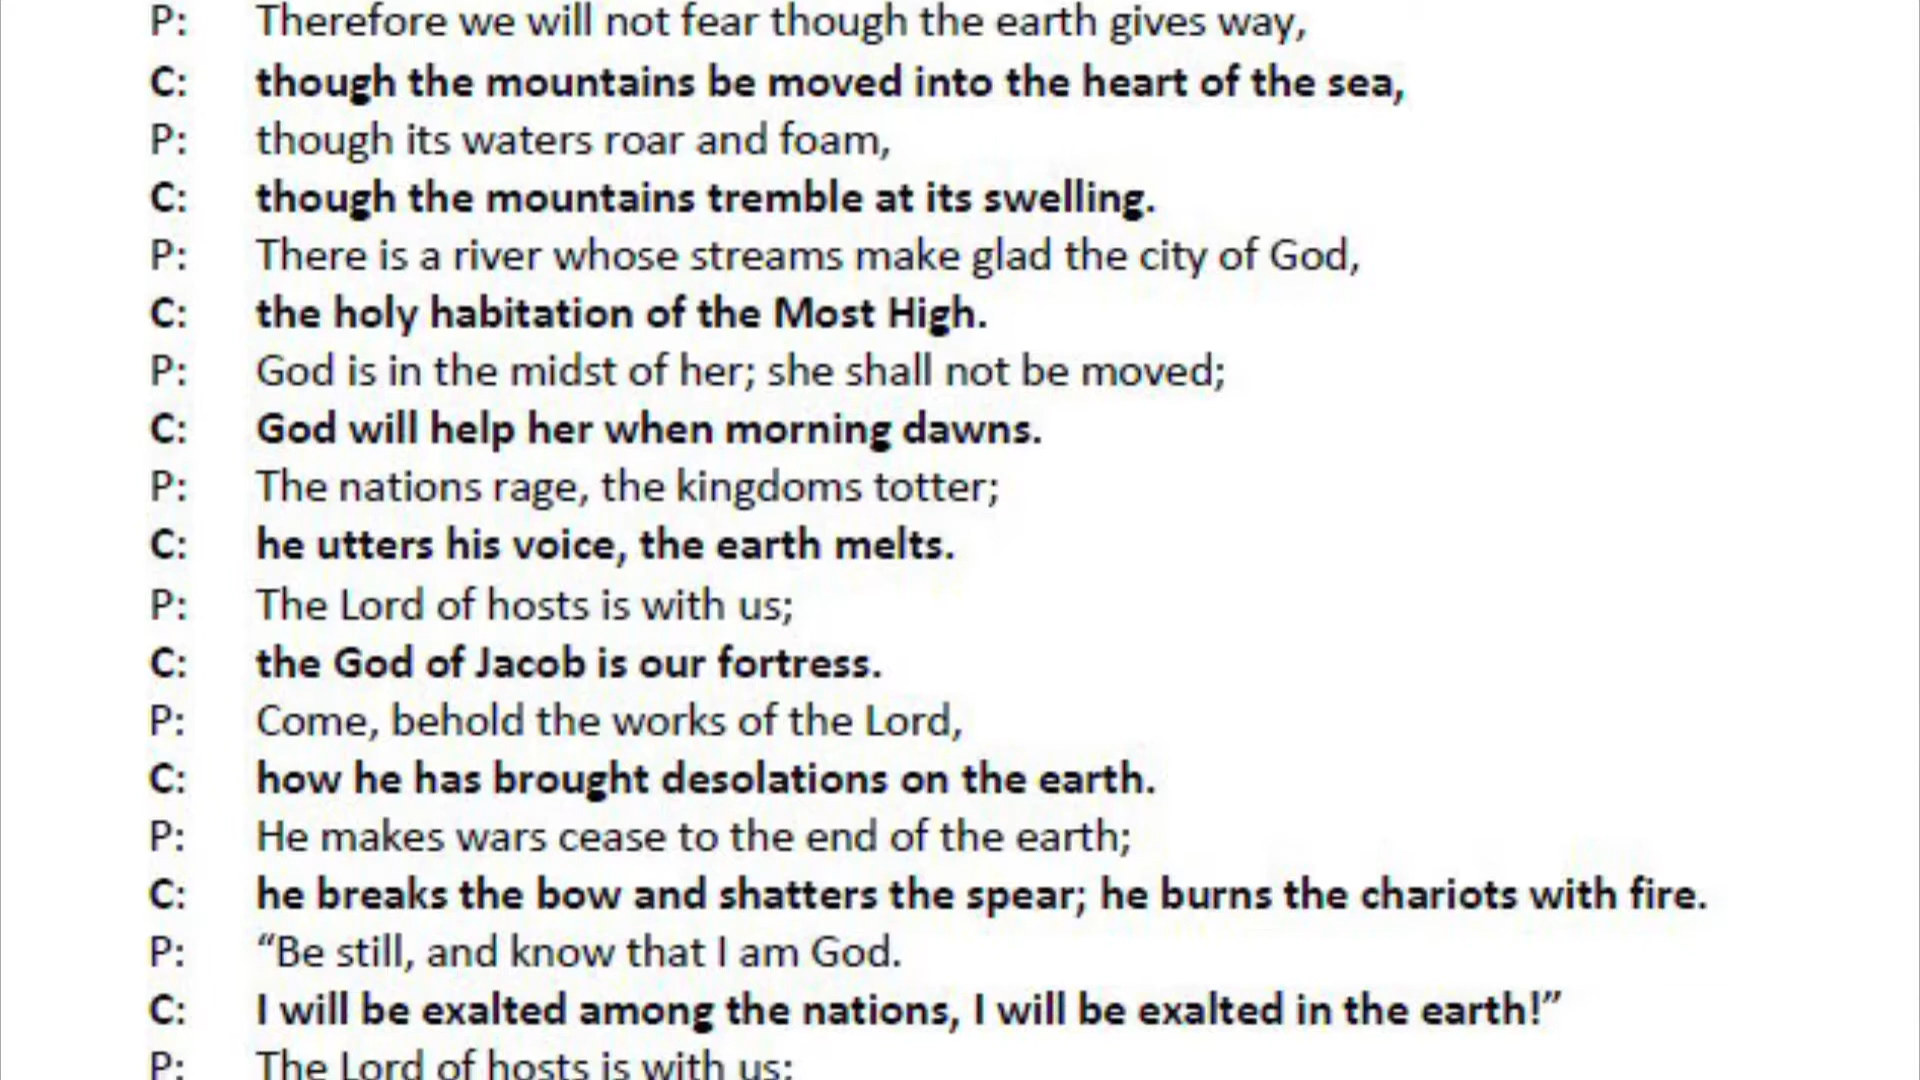 P: Therefore we will not fear though the earth gives way,
C: though the mountains be moved into the heart of the sea,
P: though its waters roar and foam,
C: though the mountains tremble at its swelling.
P: There is a river whose streams make glad the city of God,
C: the holy habitation of the Most High.
P: God is in the midst of her; she shall not be moved;
C: God will help her when morning dawns.
P: The nations rage, the kingdoms totter;
C: he utters his voice, the earth melts.
P: The Lord of hosts is with us;
C: the God of Jacob is our fortress.
P: Come, behold the works of the Lord,
C: how he has brought desolations on the earth.
P: He makes wars cease to the end of the earth;
C: he breaks the bow and shatters the spear; he burns the chariots with fire.
P: “Be still, and know that I am God.
C: I will be exalted among the nations, I will be exalted in the earth!”
P: The Lord of hosts is with us;